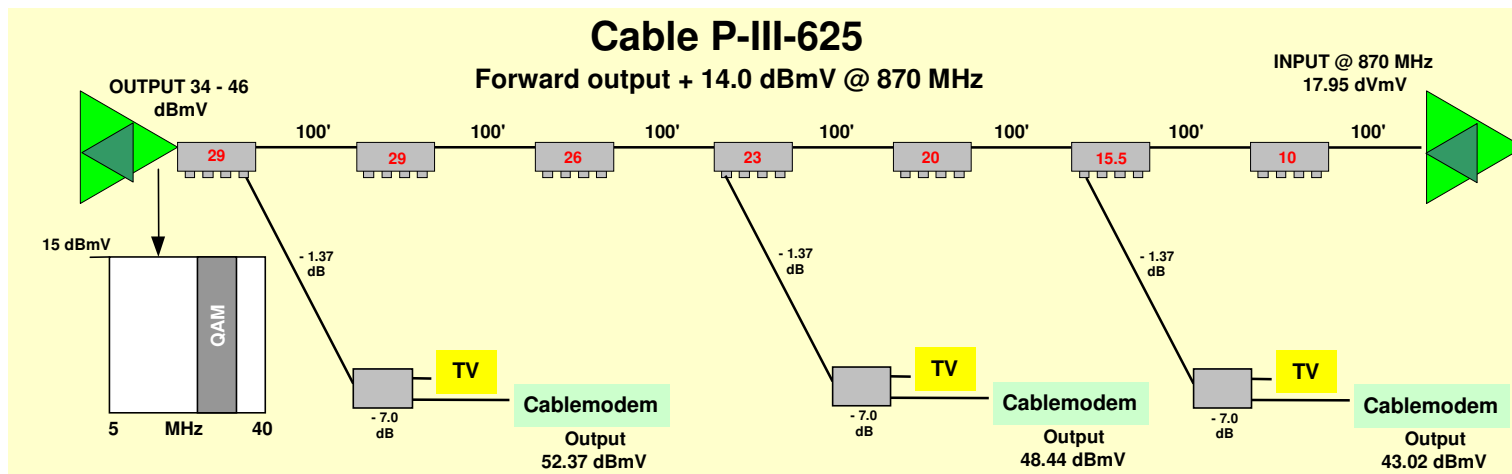 Cable P-III-625
Forward output + 14.0 dBmV @ 870 MHz
OUTPUT 34 - 46
dBmV
INPUT @ 870 MHz
17.95 dVmV
100'
100'
100'
100'
100'
100'
100'
29
29
26
23
20
15.5
10
15 dBmV
QAM
5
MHz
40
- 1.37
dB
- 1.37
dB
- 1.37
dB
TV
TV
TV
Cablemodem
Cablemodem
Cablemodem
- 7.0
dB
- 7.0
dB
- 7.0
dB
Output
52.37 dBmV
Output
48.44 dBmV
Output
43.02 dBmV